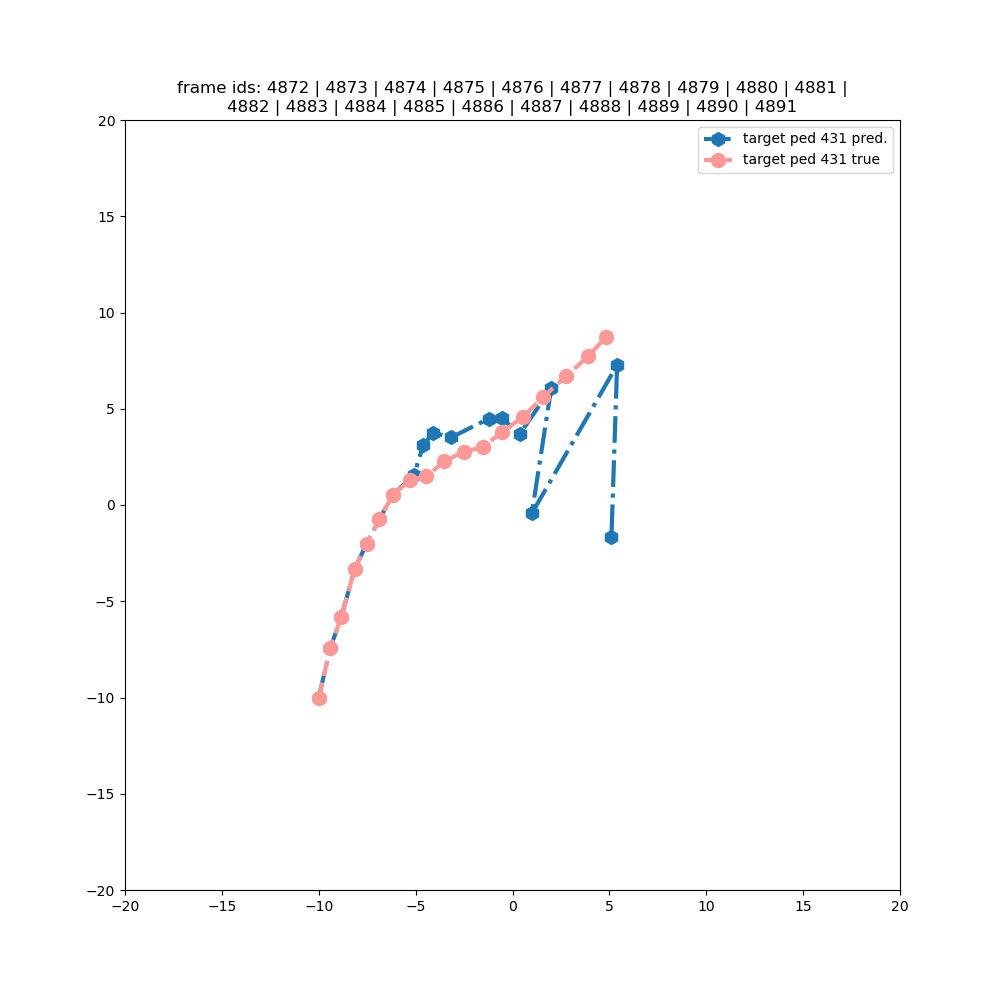 frame ids: 4872 | 4873 | 4874 | 4875 | 4876 | 4877 | 4878 | 4879 | 4880 | 4881 |
4882 | 4883 | 4884 | 4885 | 4886 | 4887 | 4888 | 4889 | 4890 | 4891
target ped 431 pred.
target ped 431 true
20
15
10
5
0
−5
−10
−15
−20
−20 −15 −10 −5 0 5 10 15 20